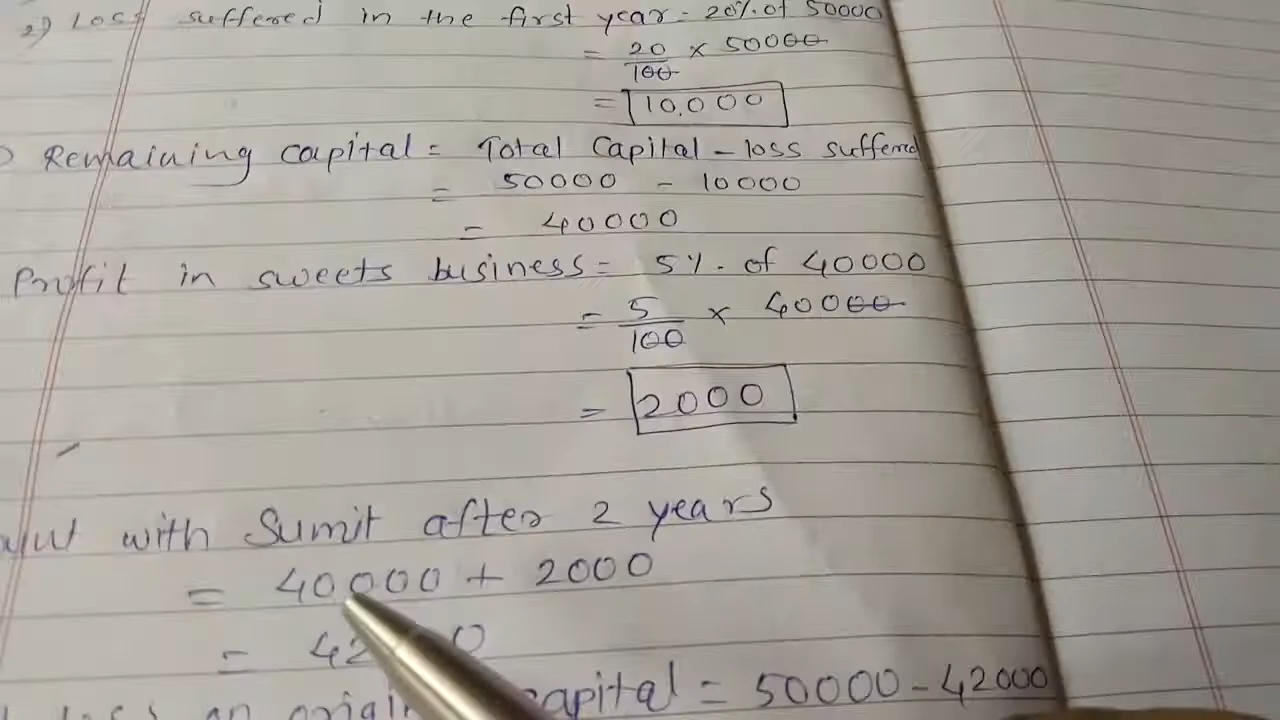 2) Loss suffered in the first year = 20% of 50000
= 20/100 × 50000
= 10,000
Remaining capital = Total Capital - loss suffered
= 50000 - 10000
= 40000
Profit in sweets business = 5% of 40000
= 5/100 × 40000
= 2000
with Sumit after 2 years
= 40000 + 2000
=
capital = 50000 - 42000